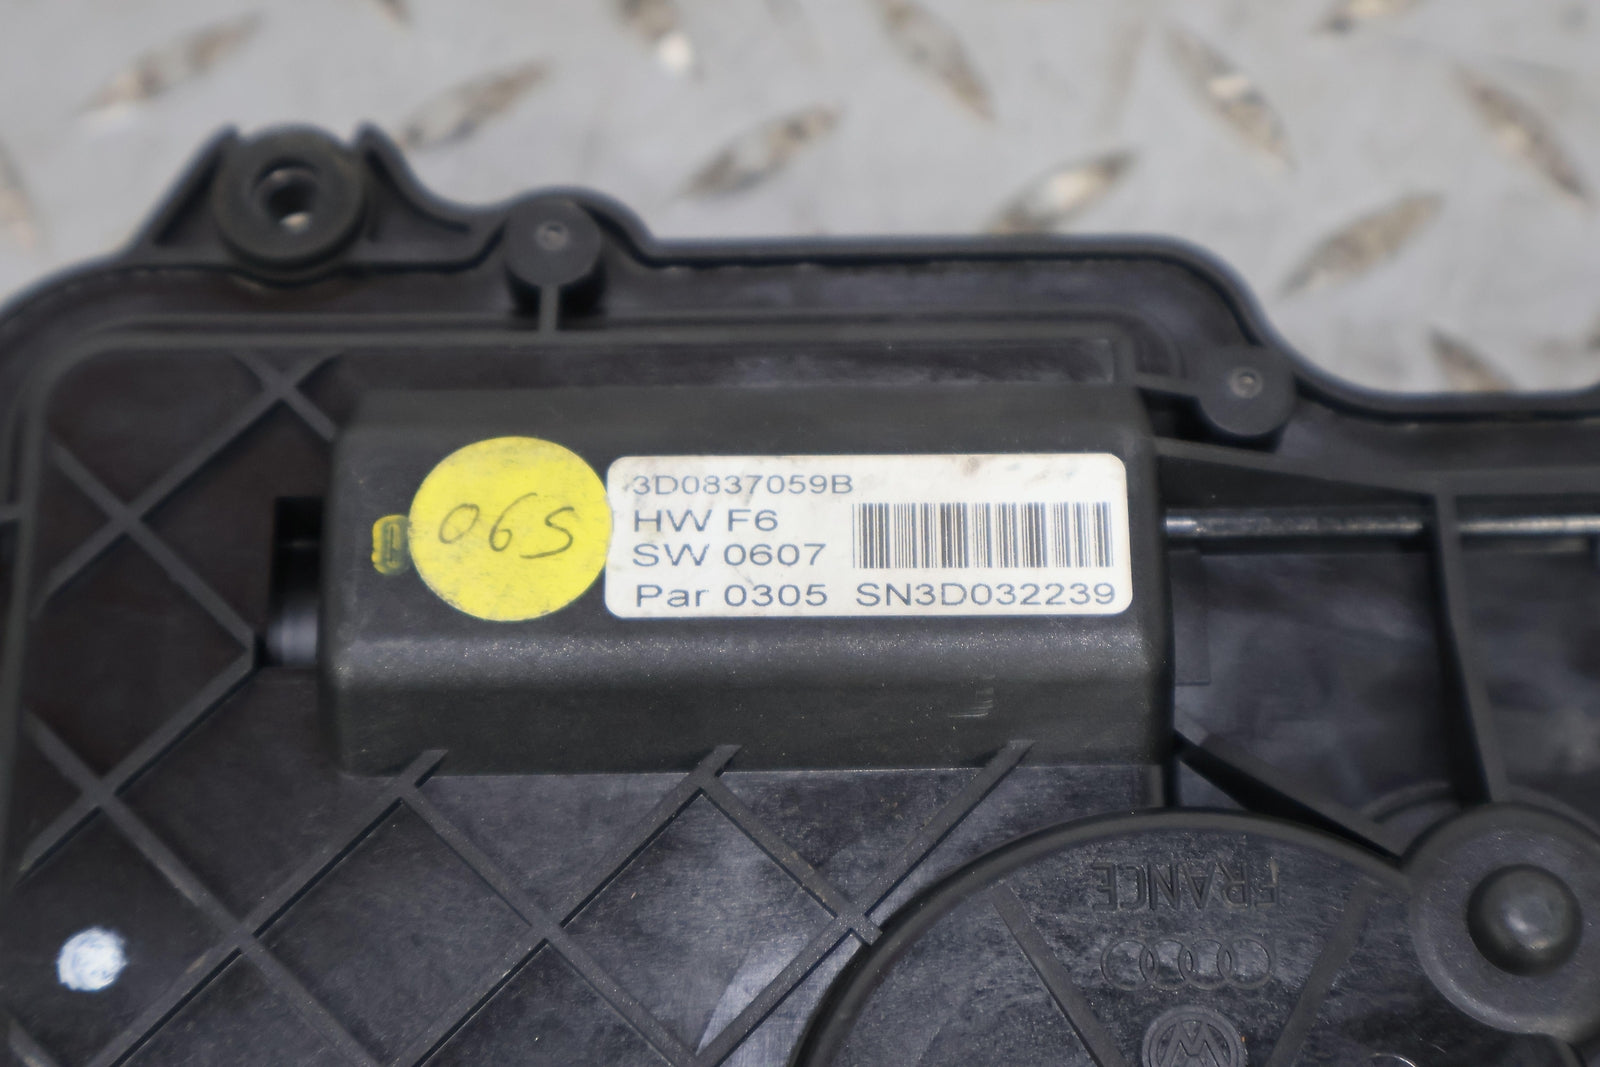 06S
3D0837059B
HW F6
SW 0607
Par 0305 SN3D032239
FRANCE